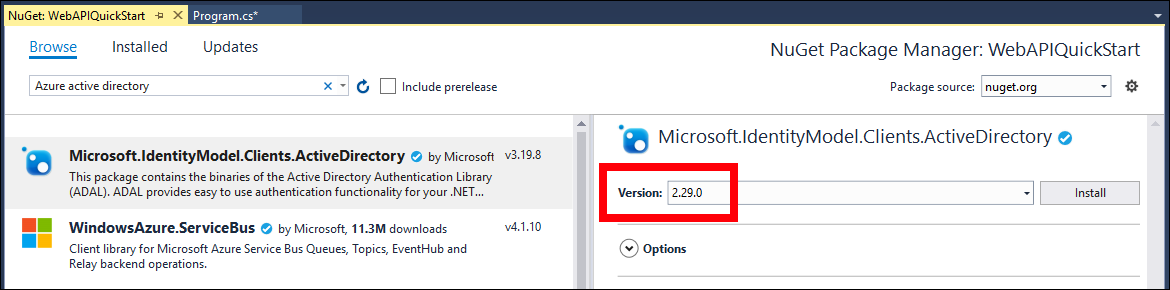 NuGet: WebAPIQuickStart
Program.cs*
Browse
Installed
Updates
NuGet Package Manager: WebAPIQuickStart
Azure active directory
Include prerelease
Package source:
nuget.org
Microsoft.IdentityModel.Clients.ActiveDirectory by Microsoft v3.19.8
This package contains the binaries of the Active Directory Authentication Library
(ADAL). ADAL provides easy to use authentication functionality for your .NET...
WindowsAzure.ServiceBus by Microsoft, 11.3M downloads v4.1.10
Client library for Microsoft Azure Service Bus Queues, Topics, EventHub and
Relay backend operations.
Microsoft.IdentityModel.Clients.ActiveDirectory
Version: 2.29.0
Install
Options